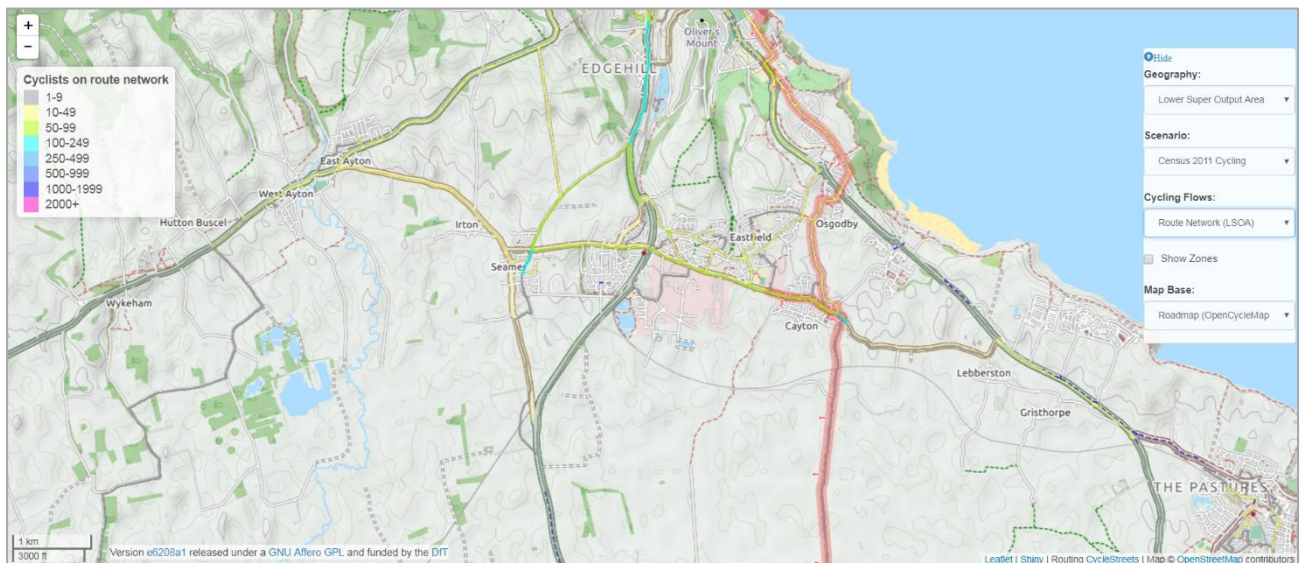 +
−
Cyclists on route network
1-9
10-49
50-99
100-249
250-499
500-999
1000-1999
2000+
Oliver's
Mount
EDGEHILL
East Ayton
West Ayton
Hutton Buscel
Irton
Seamer
Eastfield
Osgodby
Wykeham
Cayton
Lebberston
Gristhorpe
THE PASTURES
1
1
Hide
Geography:
Lower Super Output Area
Scenario:
Census 2011 Cycling
Cycling Flows:
Route Network (LSOA)
Show Zones
Map Base:
Roadmap (OpenCycleMap
1 km
3000 ft
Version e6208a1 released under a GNU Affero GPL and funded by the DfT
Leaflet | Shiny | Routing CycleStreets | Map © OpenStreetMap contributors